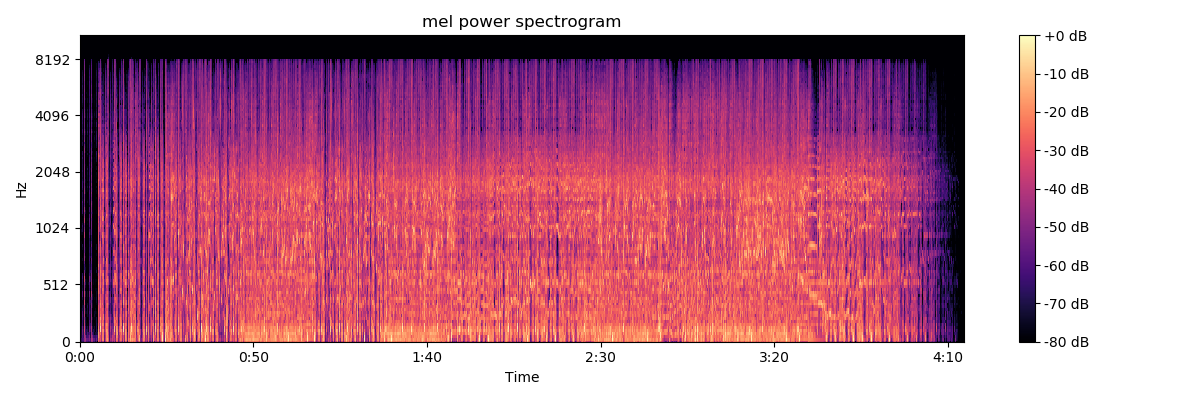 mel power spectrogram
8192
4096
2048
1024
512
0
Hz
0:00 0:50 1:40 2:30 3:20 4:10
Time
+0 dB
-10 dB
-20 dB
-30 dB
-40 dB
-50 dB
-60 dB
-70 dB
-80 dB